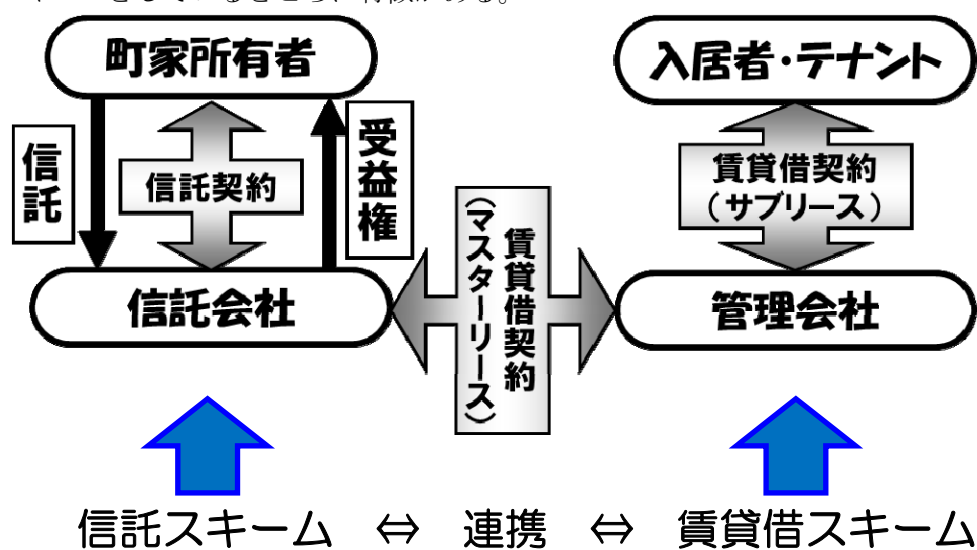 町家所有者
入居者・テナント
信託
信託契約
受益権
賃貸借契約
(マスターリース)
賃貸借契約
(サブリース)
信託会社
管理会社
信託スキーム ⇔ 連携 ⇔ 賃貸借スキーム